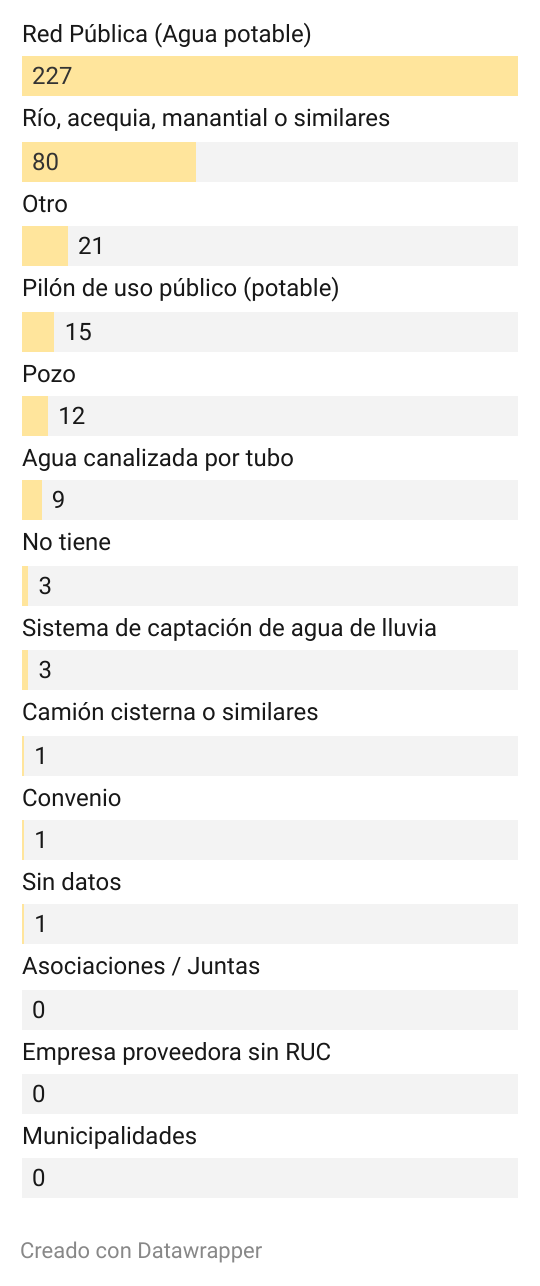 Red Pública (Agua potable)
227
Río, acequia, manantial o similares
80
Otro
21
Pilón de uso público (potable)
15
Pozo
12
Agua canalizada por tubo
9
No tiene
3
Sistema de captación de agua de lluvia
3
Camión cisterna o similares
1
Convenio
1
Sin datos
1
Asociaciones / Juntas
0
Empresa proveedora sin RUC
0
Municipalidades
0
Creado con Datawrapper